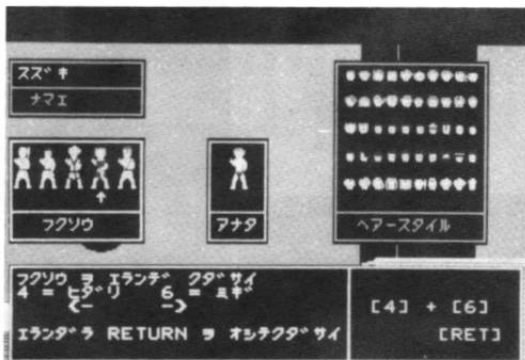 スズキ
ナマエ
フクソウ
アナタ
ヘアースタイル
フクソウ ヲ エランデ クダサイ
4 = ヒダリ 6 = ミギ
<- ->
エランダラ RETURN ヲ オシテクダサイ
[4] + [6]
[RET]